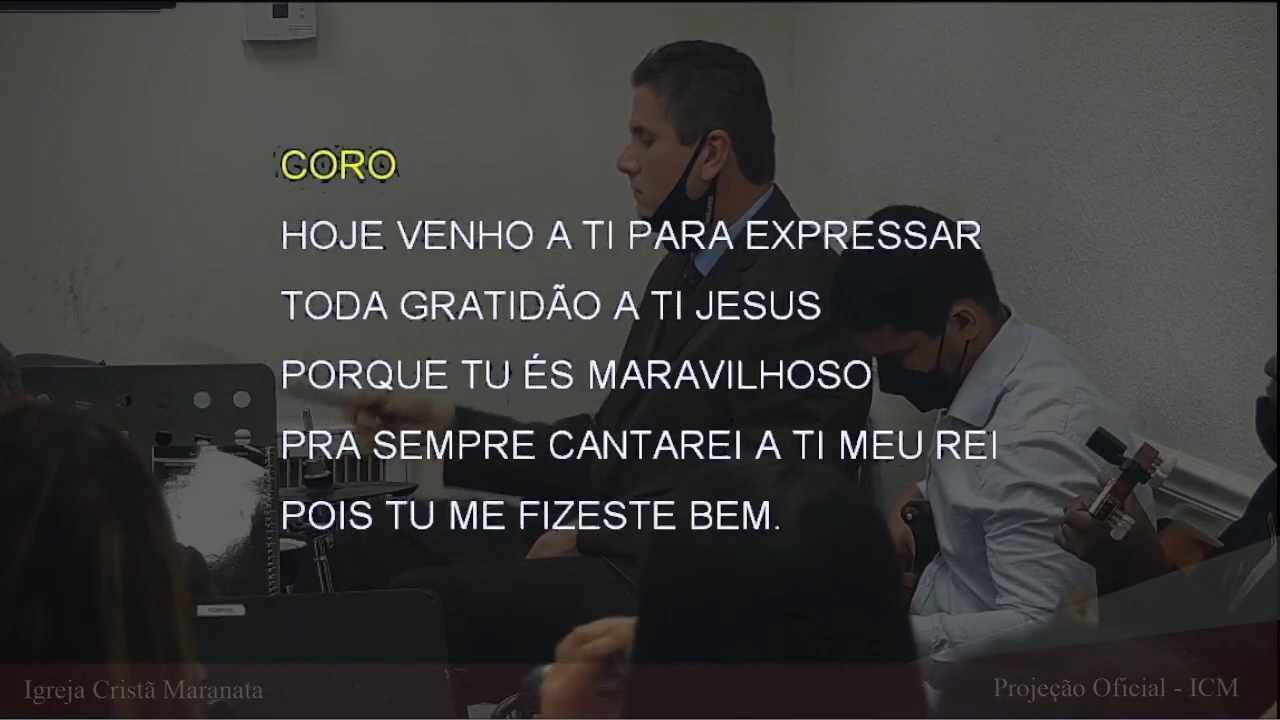 CORO
HOJE VENHO A TI PARA EXPRESSAR
TODA GRATIDÃO A TI JESUS
PORQUE TU ÉS MARAVILHOSO
PRA SEMPRE CANTAREI A TI MEU REI
POIS TU ME FIZESTE BEM.
Igreja Cristã Maranata
Projeção Oficial - ICM